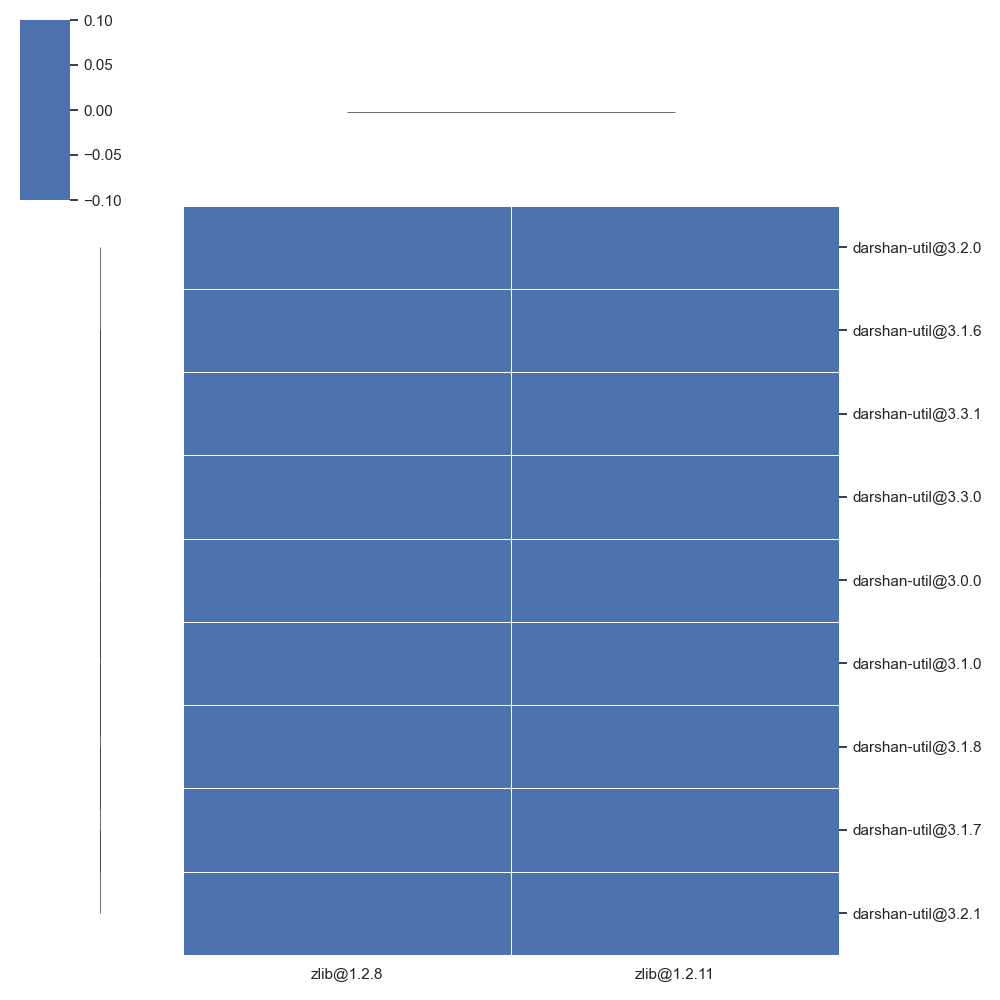 0.10
0.05
0.00
−0.05
−0.10
darshan-util@3.2.0
darshan-util@3.1.6
darshan-util@3.3.1
darshan-util@3.3.0
darshan-util@3.0.0
darshan-util@3.1.0
darshan-util@3.1.8
darshan-util@3.1.7
darshan-util@3.2.1
zlib@1.2.8
zlib@1.2.11